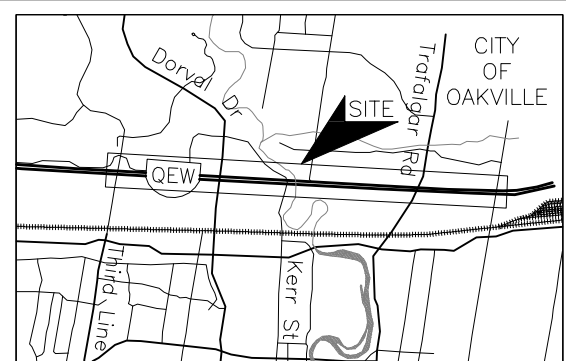 CITY
OF
OAKVILLE
Dorval Dr
Trafalgar Rd
SITE
QEW
Third Line
Kerr St